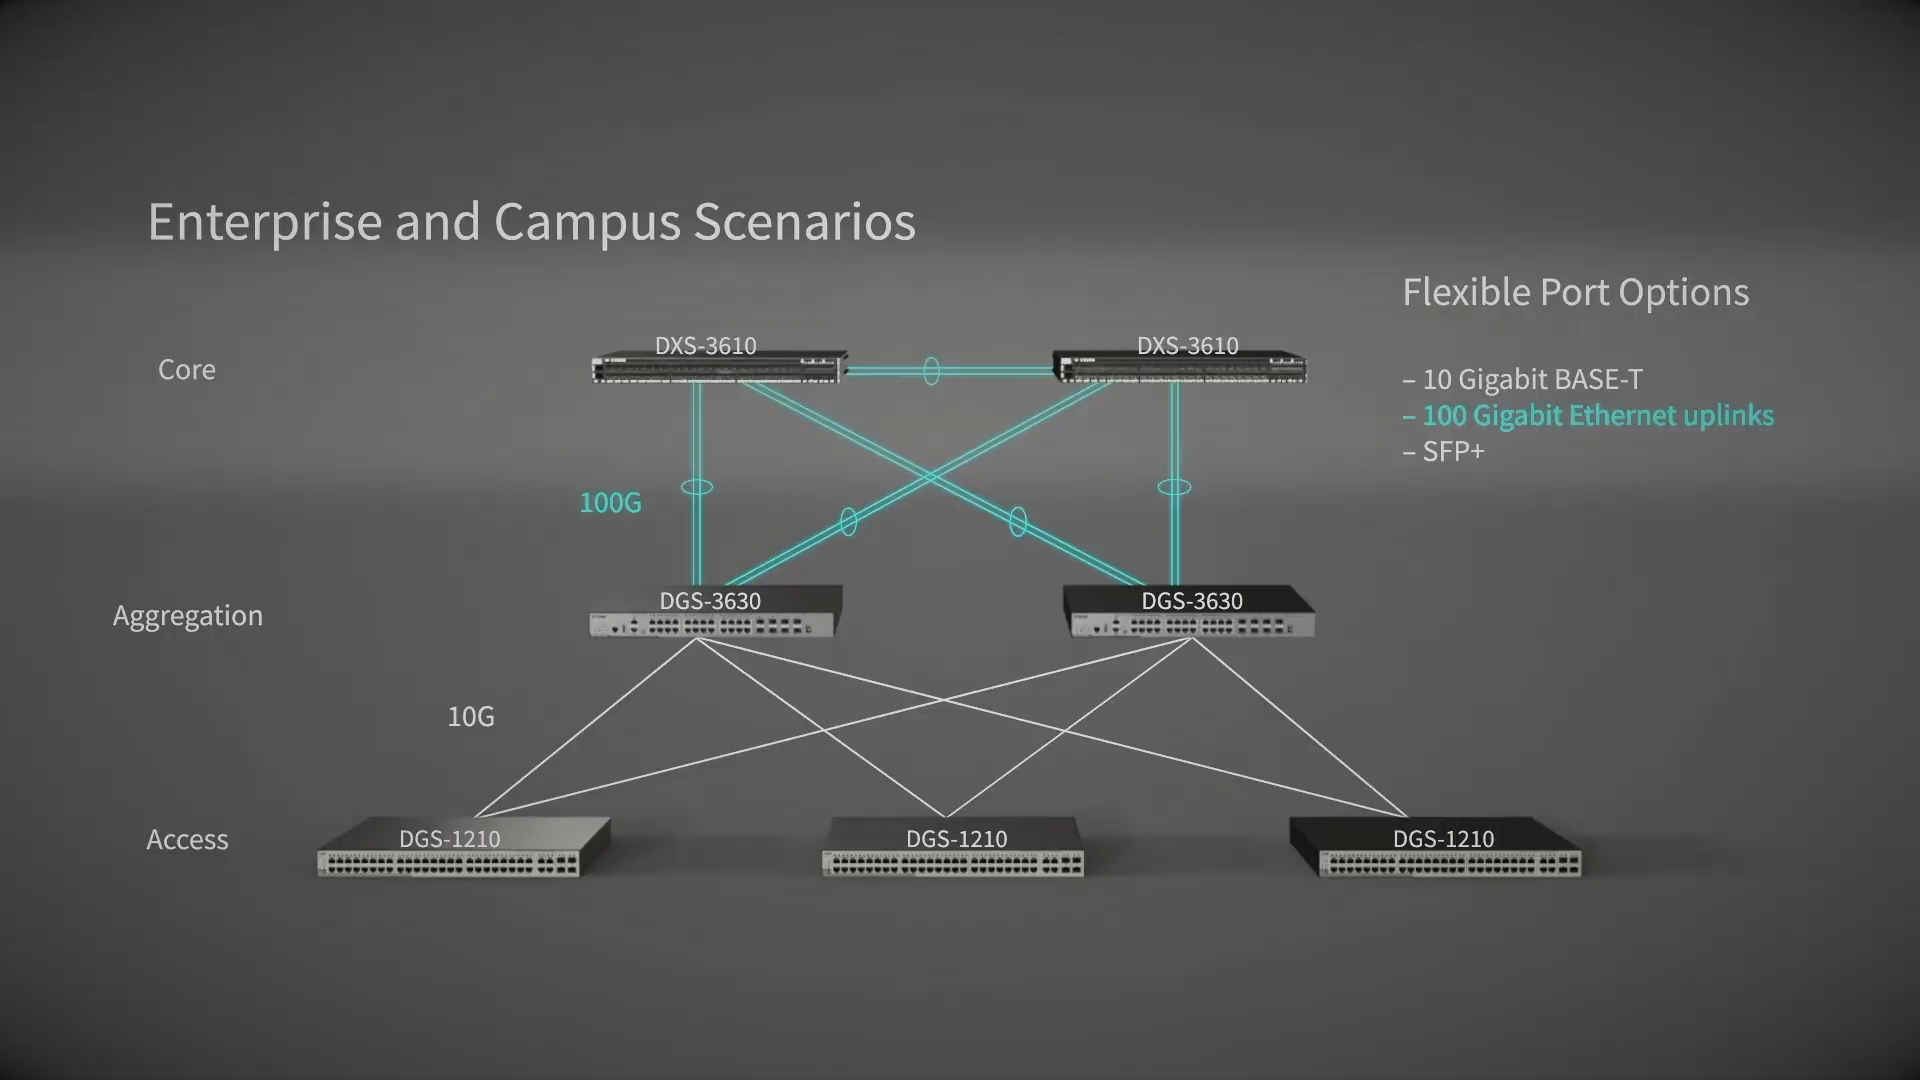 Enterprise and Campus Scenarios
Flexible Port Options
– 10 Gigabit BASE-T
– 100 Gigabit Ethernet uplinks
– SFP+
Core
DXS-3610
DXS-3610
100G
Aggregation
DGS-3630
DGS-3630
10G
Access
DGS-1210
DGS-1210
DGS-1210